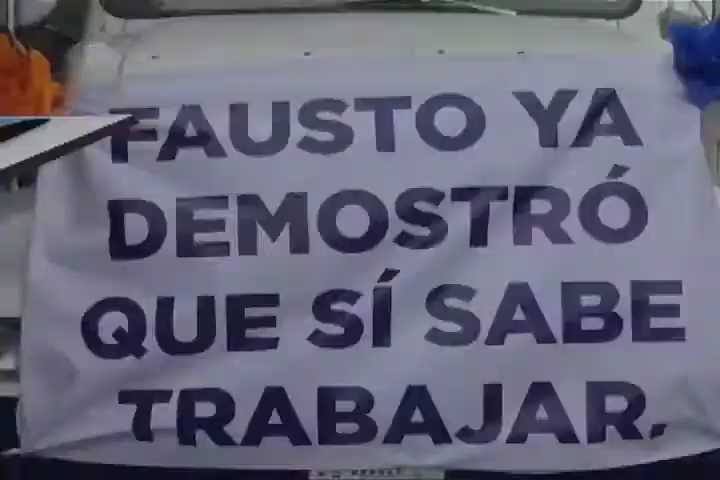 FAUSTO YA
DEMOSTRÓ
QUE SÍ SABE
TRABAJAR.